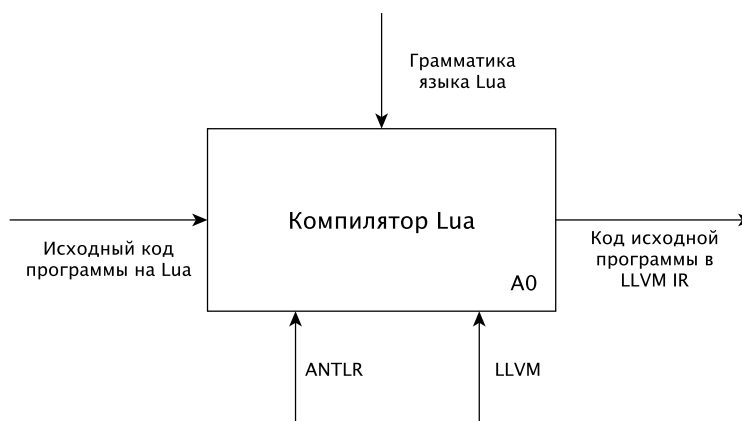 Грамматика
языка Lua
Компилятор Lua
Исходный код
программы на Lua
Код исходной
программы в
LLVM IR
A0
ANTLR
LLVM